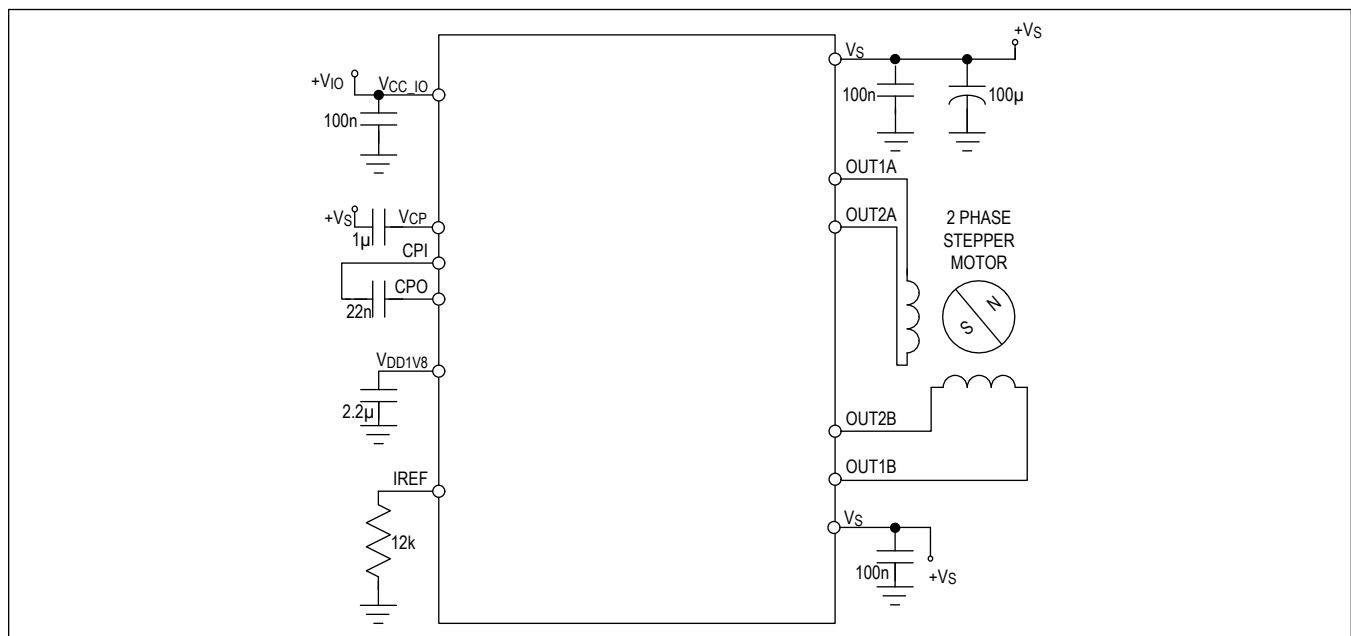 +VS
VS
+VIO
VCC_IO
100n
100n
100µ
OUT1A
OUT2A
2 PHASE
STEPPER
MOTOR
+VS
1µ
VCP
CPI
CPO
22n
N
S
VDD1V8
2.2µ
OUT2B
OUT1B
IREF
12k
VS
100n
+VS